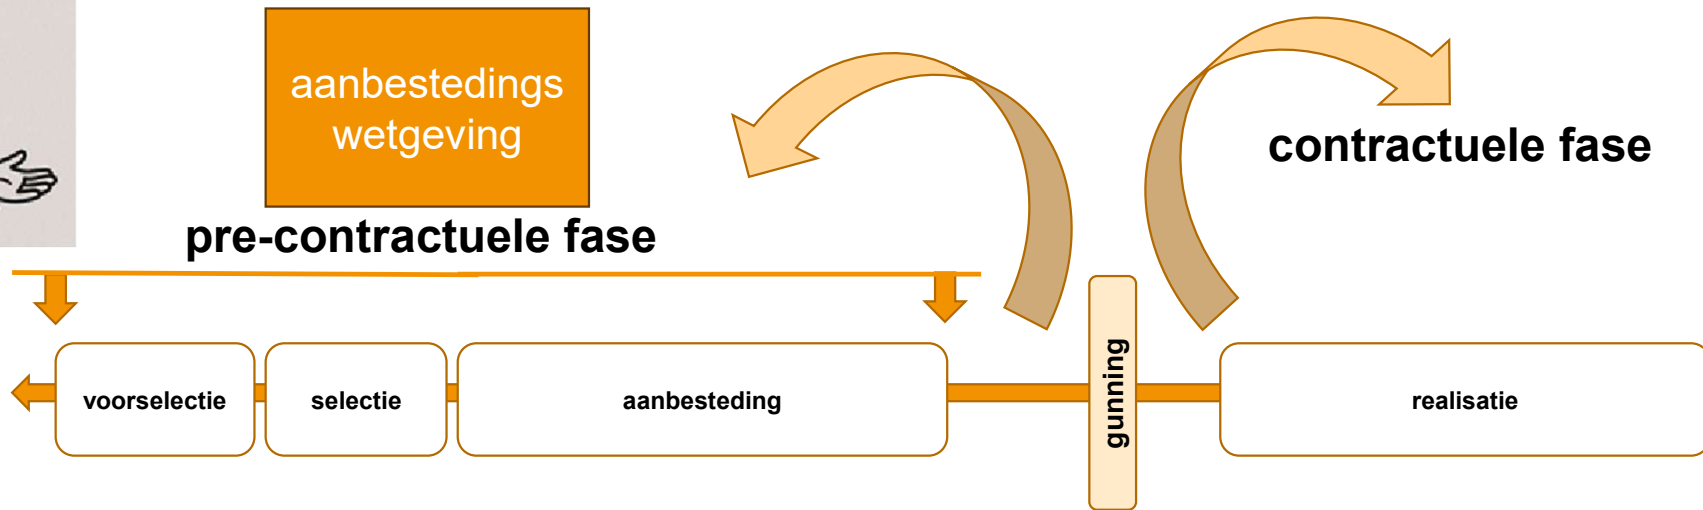 aanbestedings
wetgeving
pre-contractuele fase
contractuele fase
voorselectie
selectie
aanbesteding
gunning
realisatie